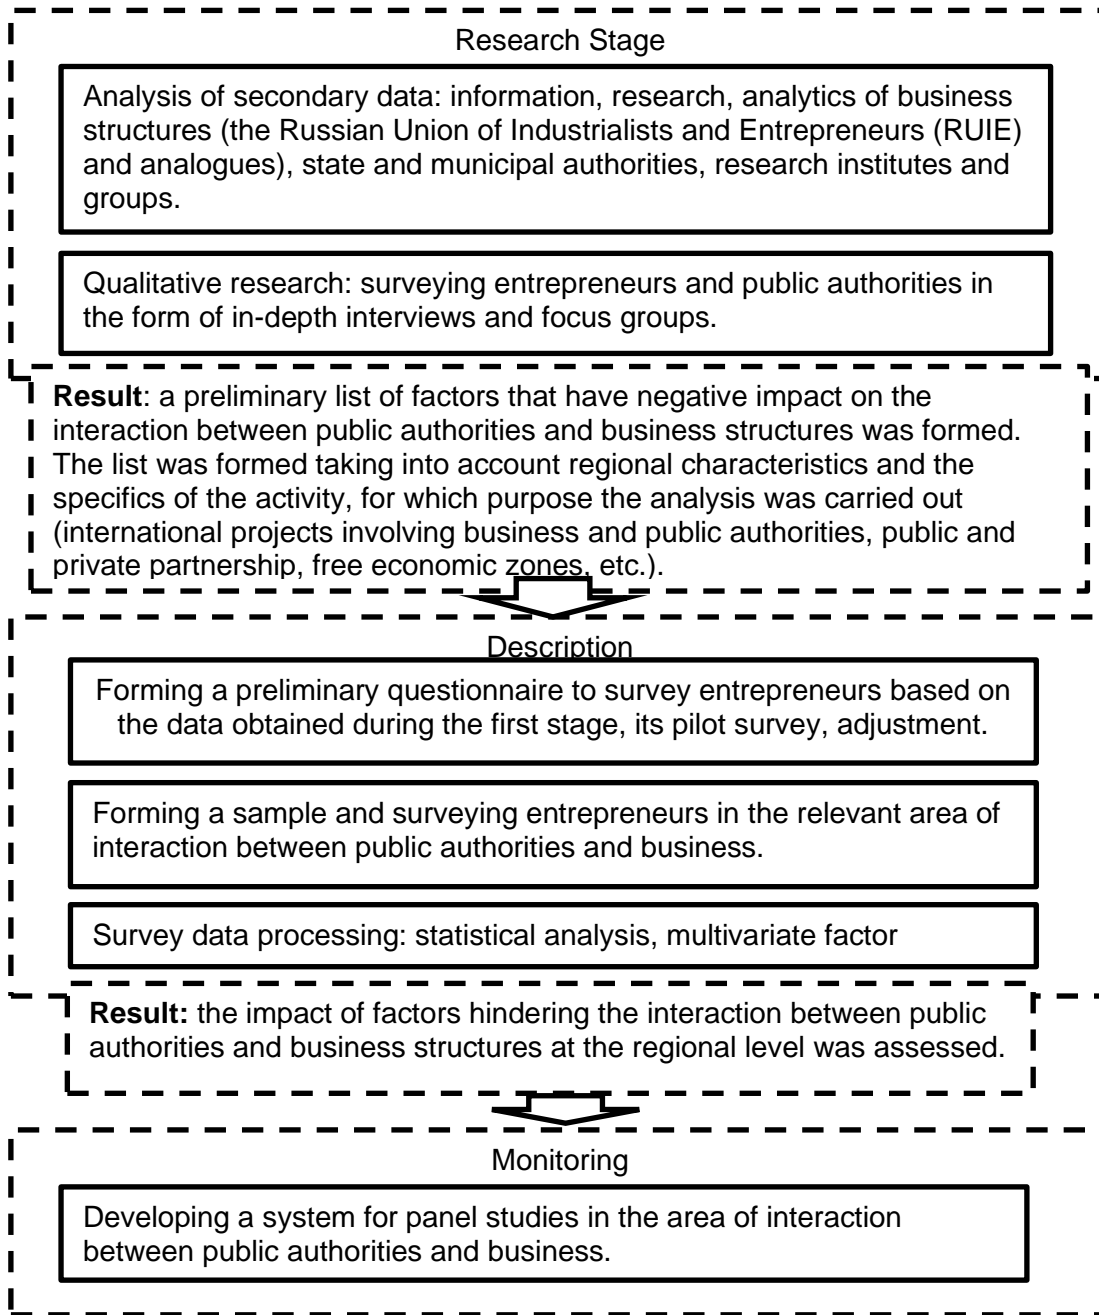 Research Stage
Analysis of secondary data: information, research, analytics of business
structures (the Russian Union of Industrialists and Entrepreneurs (RUIE)
and analogues), state and municipal authorities, research institutes and
groups.
Qualitative research: surveying entrepreneurs and public authorities in
the form of in-depth interviews and focus groups.
Result: a preliminary list of factors that have negative impact on the
interaction between public authorities and business structures was formed.
The list was formed taking into account regional characteristics and the
specifics of the activity, for which purpose the analysis was carried out
(international projects involving business and public authorities, public and
private partnership, free economic zones, etc.).
Description
Forming a preliminary questionnaire to survey entrepreneurs based on
the data obtained during the first stage, its pilot survey, adjustment.
Forming a sample and surveying entrepreneurs in the relevant area of
interaction between public authorities and business.
Survey data processing: statistical analysis, multivariate factor
Result: the impact of factors hindering the interaction between public
authorities and business structures at the regional level was assessed.
Monitoring
Developing a system for panel studies in the area of interaction
between public authorities and business.